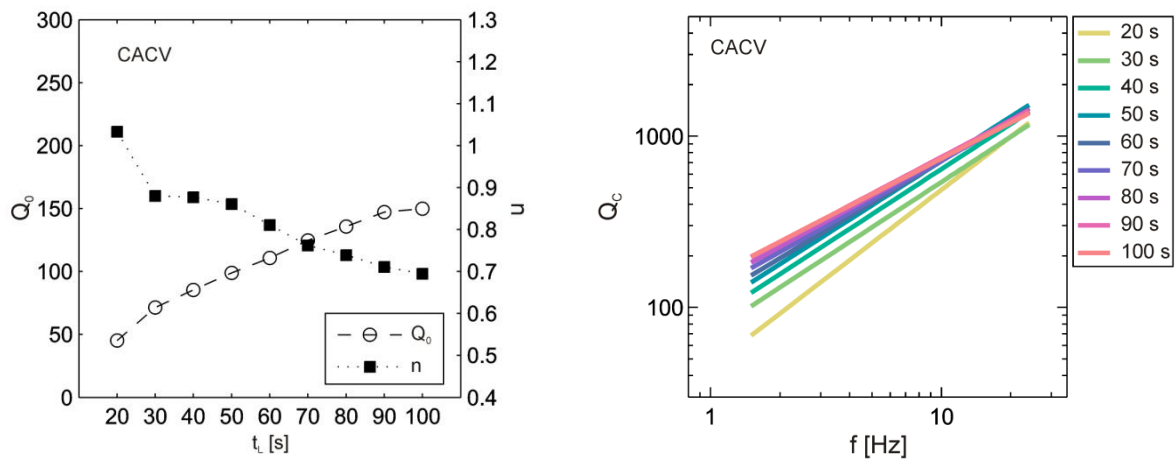 CACV
Q₀
300
250
200
150
100
50
0
1.3
1.2
1.1
1
0.9
0.8
0.7
0.6
0.5
0.4
n
Q₀
n
20 30 40 50 60 70 80 90 100
t_L [s]
CACV
Q_C
1000
100
1 10
f [Hz]
20 s
30 s
40 s
50 s
60 s
70 s
80 s
90 s
100 s